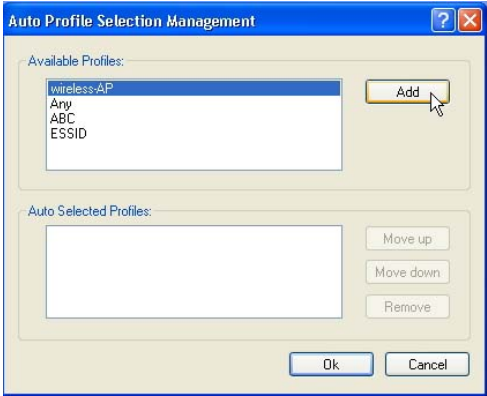 Auto Profile Selection Management
Available Profiles:
wireless-AP
Any
ABC
ESSID
Add
Auto Selected Profiles:
Move up
Move down
Remove
Ok
Cancel